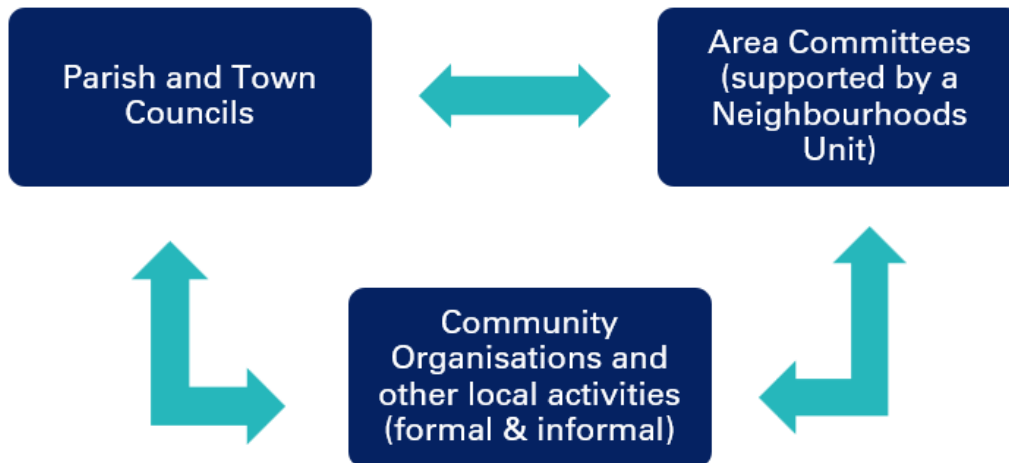 Parish and Town
Councils
Area Committees
(supported by a
Neighbourhoods
Unit)
Community
Organisations and
other local activities
(formal & informal)